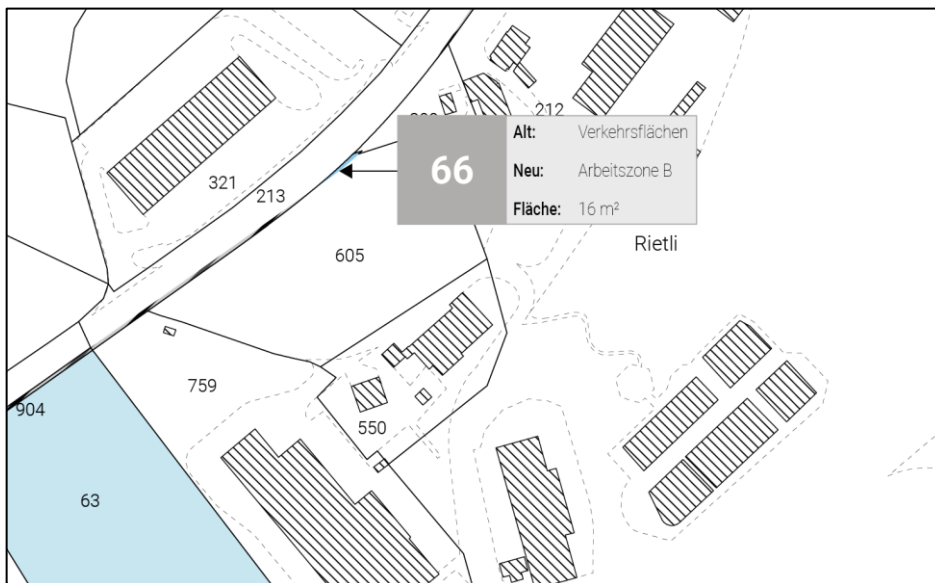 212
66
Alt: Verkehrsflächen
Neu: Arbeitszone B
Fläche: 16 m²
321
213
Rietli
605
759
904
550
63